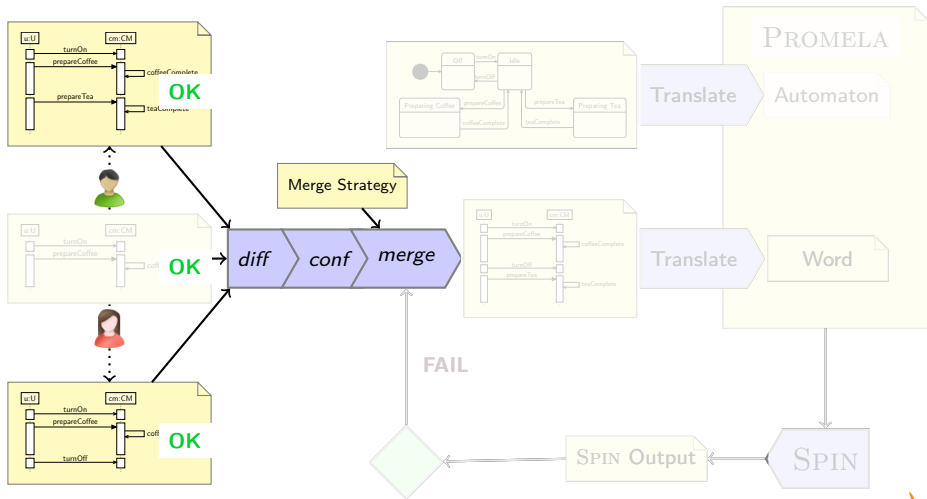 u:U cm:CM
turnOn
prepareCoffee
coffeeComplete
OK
prepareTea
teaComplete
u:U cm:CM
turnOn
prepareCoffee
OK
u:U cm:CM
turnOn
prepareCoffee
OK
turnOff
Merge Strategy
diff conf merge
Off Idle
turnOn
turnOff
Preparing Coffee
prepareCoffee
coffeeComplete
prepareTea
teaComplete
Preparing Tea
u:U cm:CM
turnOn
prepareCoffee
coffeeComplete
turnOff
prepareTea
teaComplete
Translate
Translate
PROMELA
Automaton
Word
FAIL
SPIN Output
SPIN